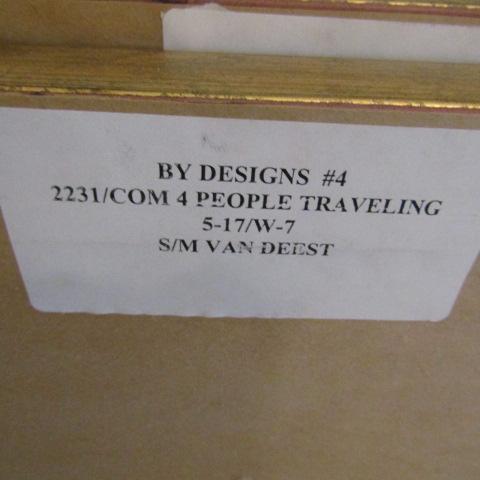 BY DESIGNS #4
2231/COM 4 PEOPLE TRAVELING
5-17/W-7
S/M VAN DEEST